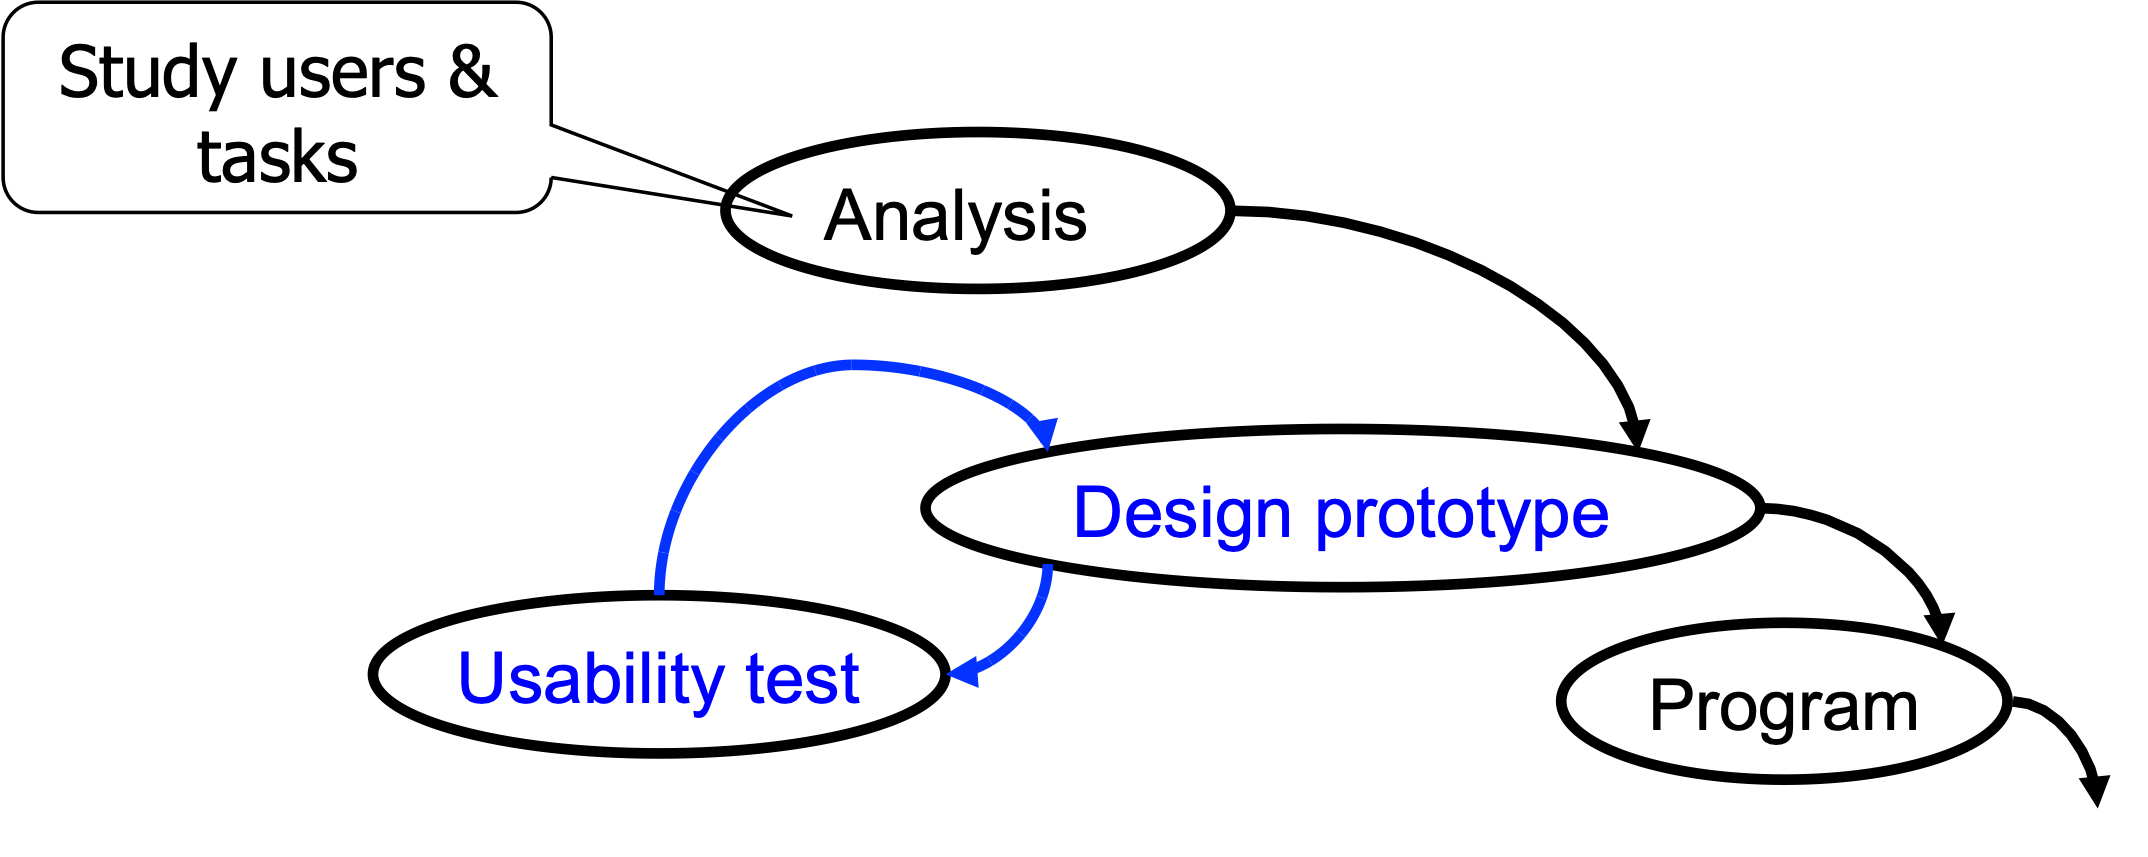 Study users &
tasks
Analysis
Design prototype
Usability test
Program